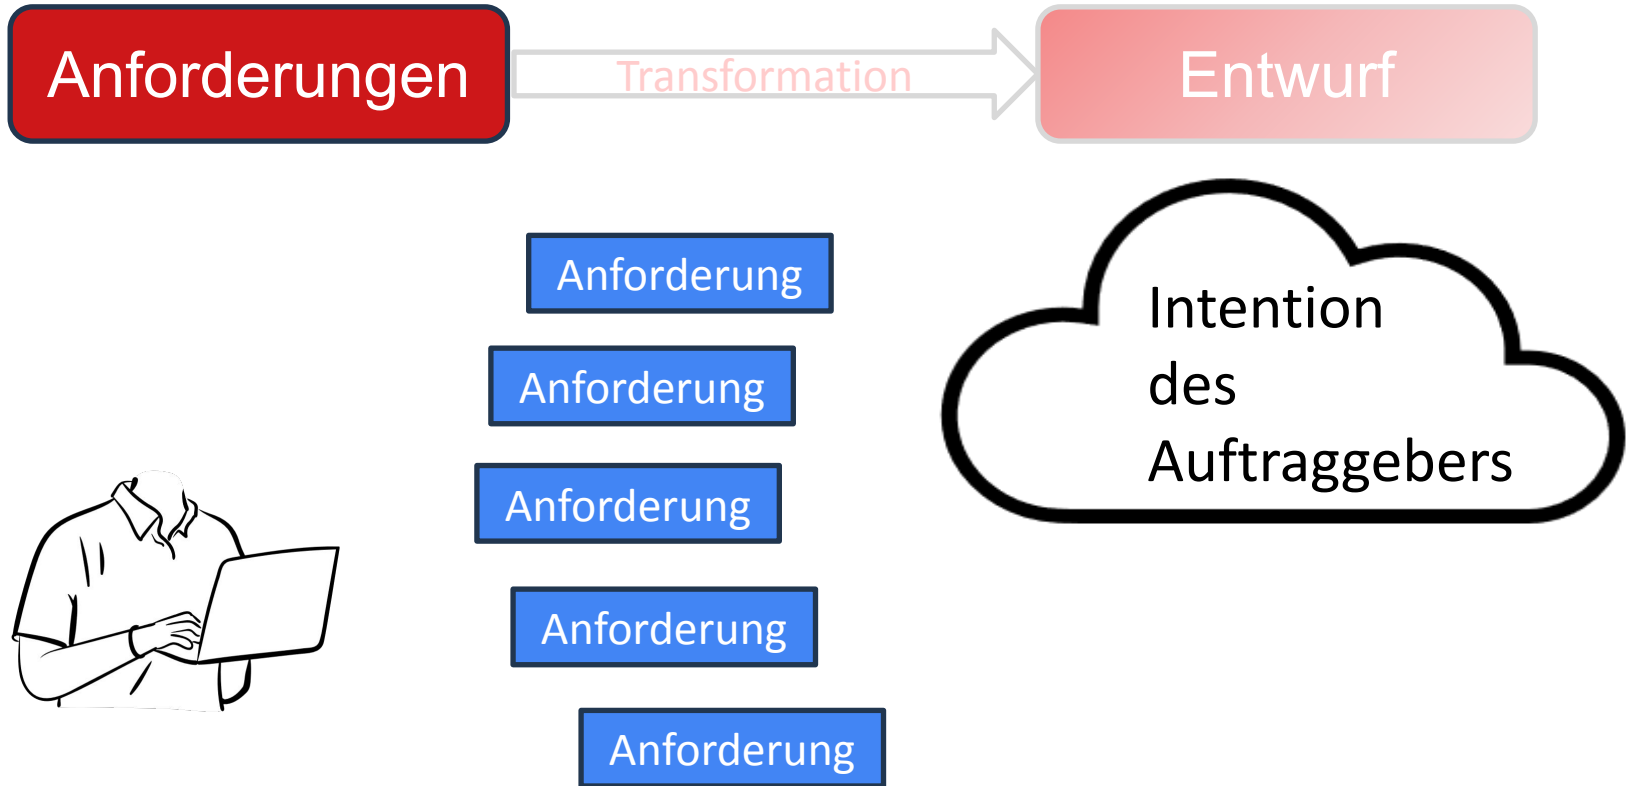 Anforderungen
Transformation
Entwurf
Anforderung
Anforderung
Anforderung
Anforderung
Anforderung
Intention
des
Auftraggebers